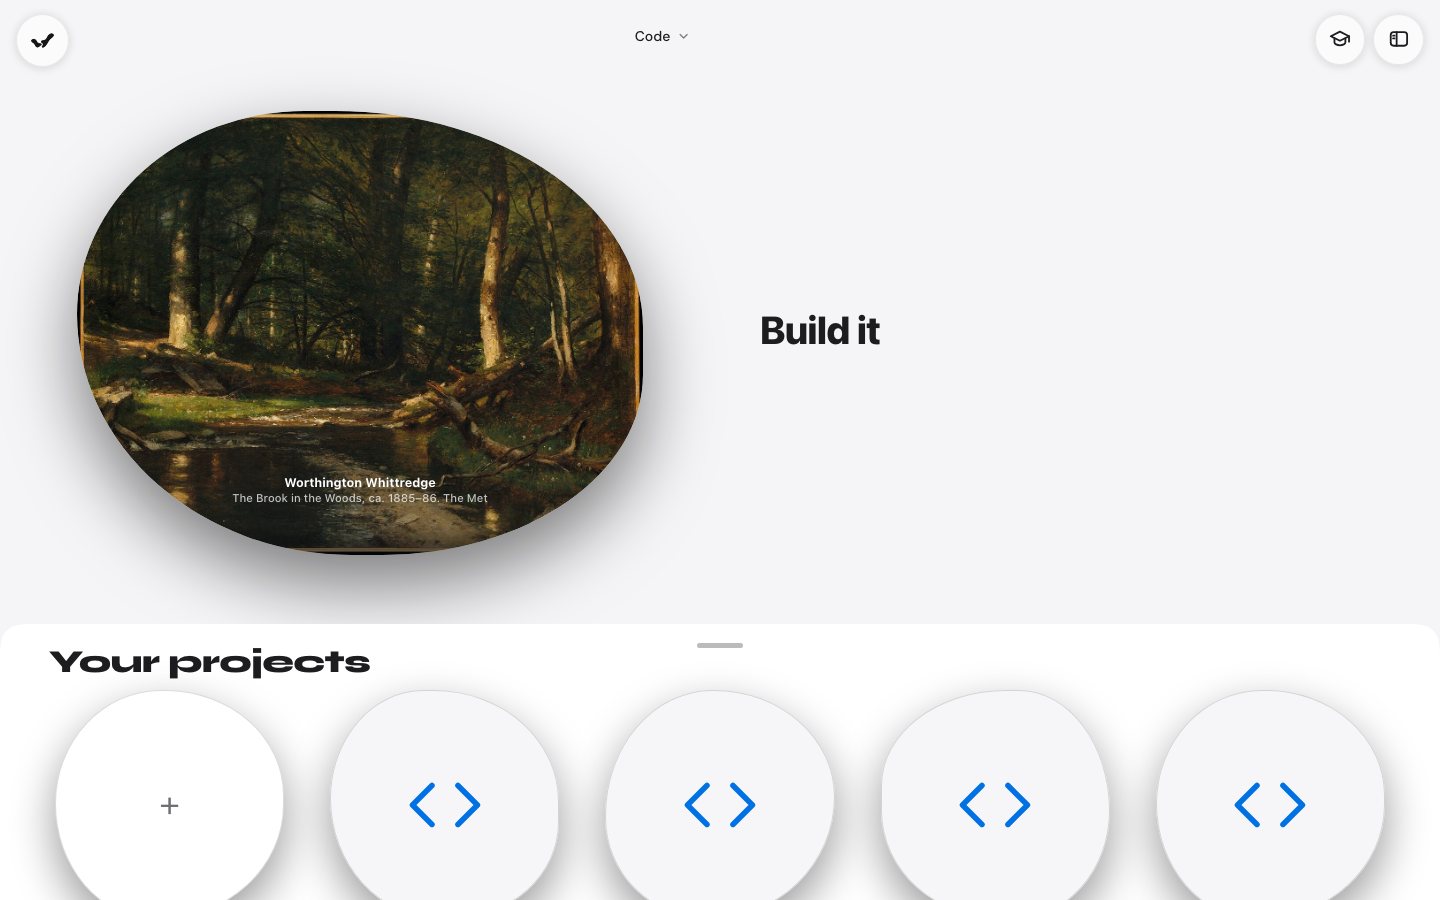 Code
Build it
Worthington Whittredge
The Brook in the Woods, ca. 1885–86. The Met
Your projects